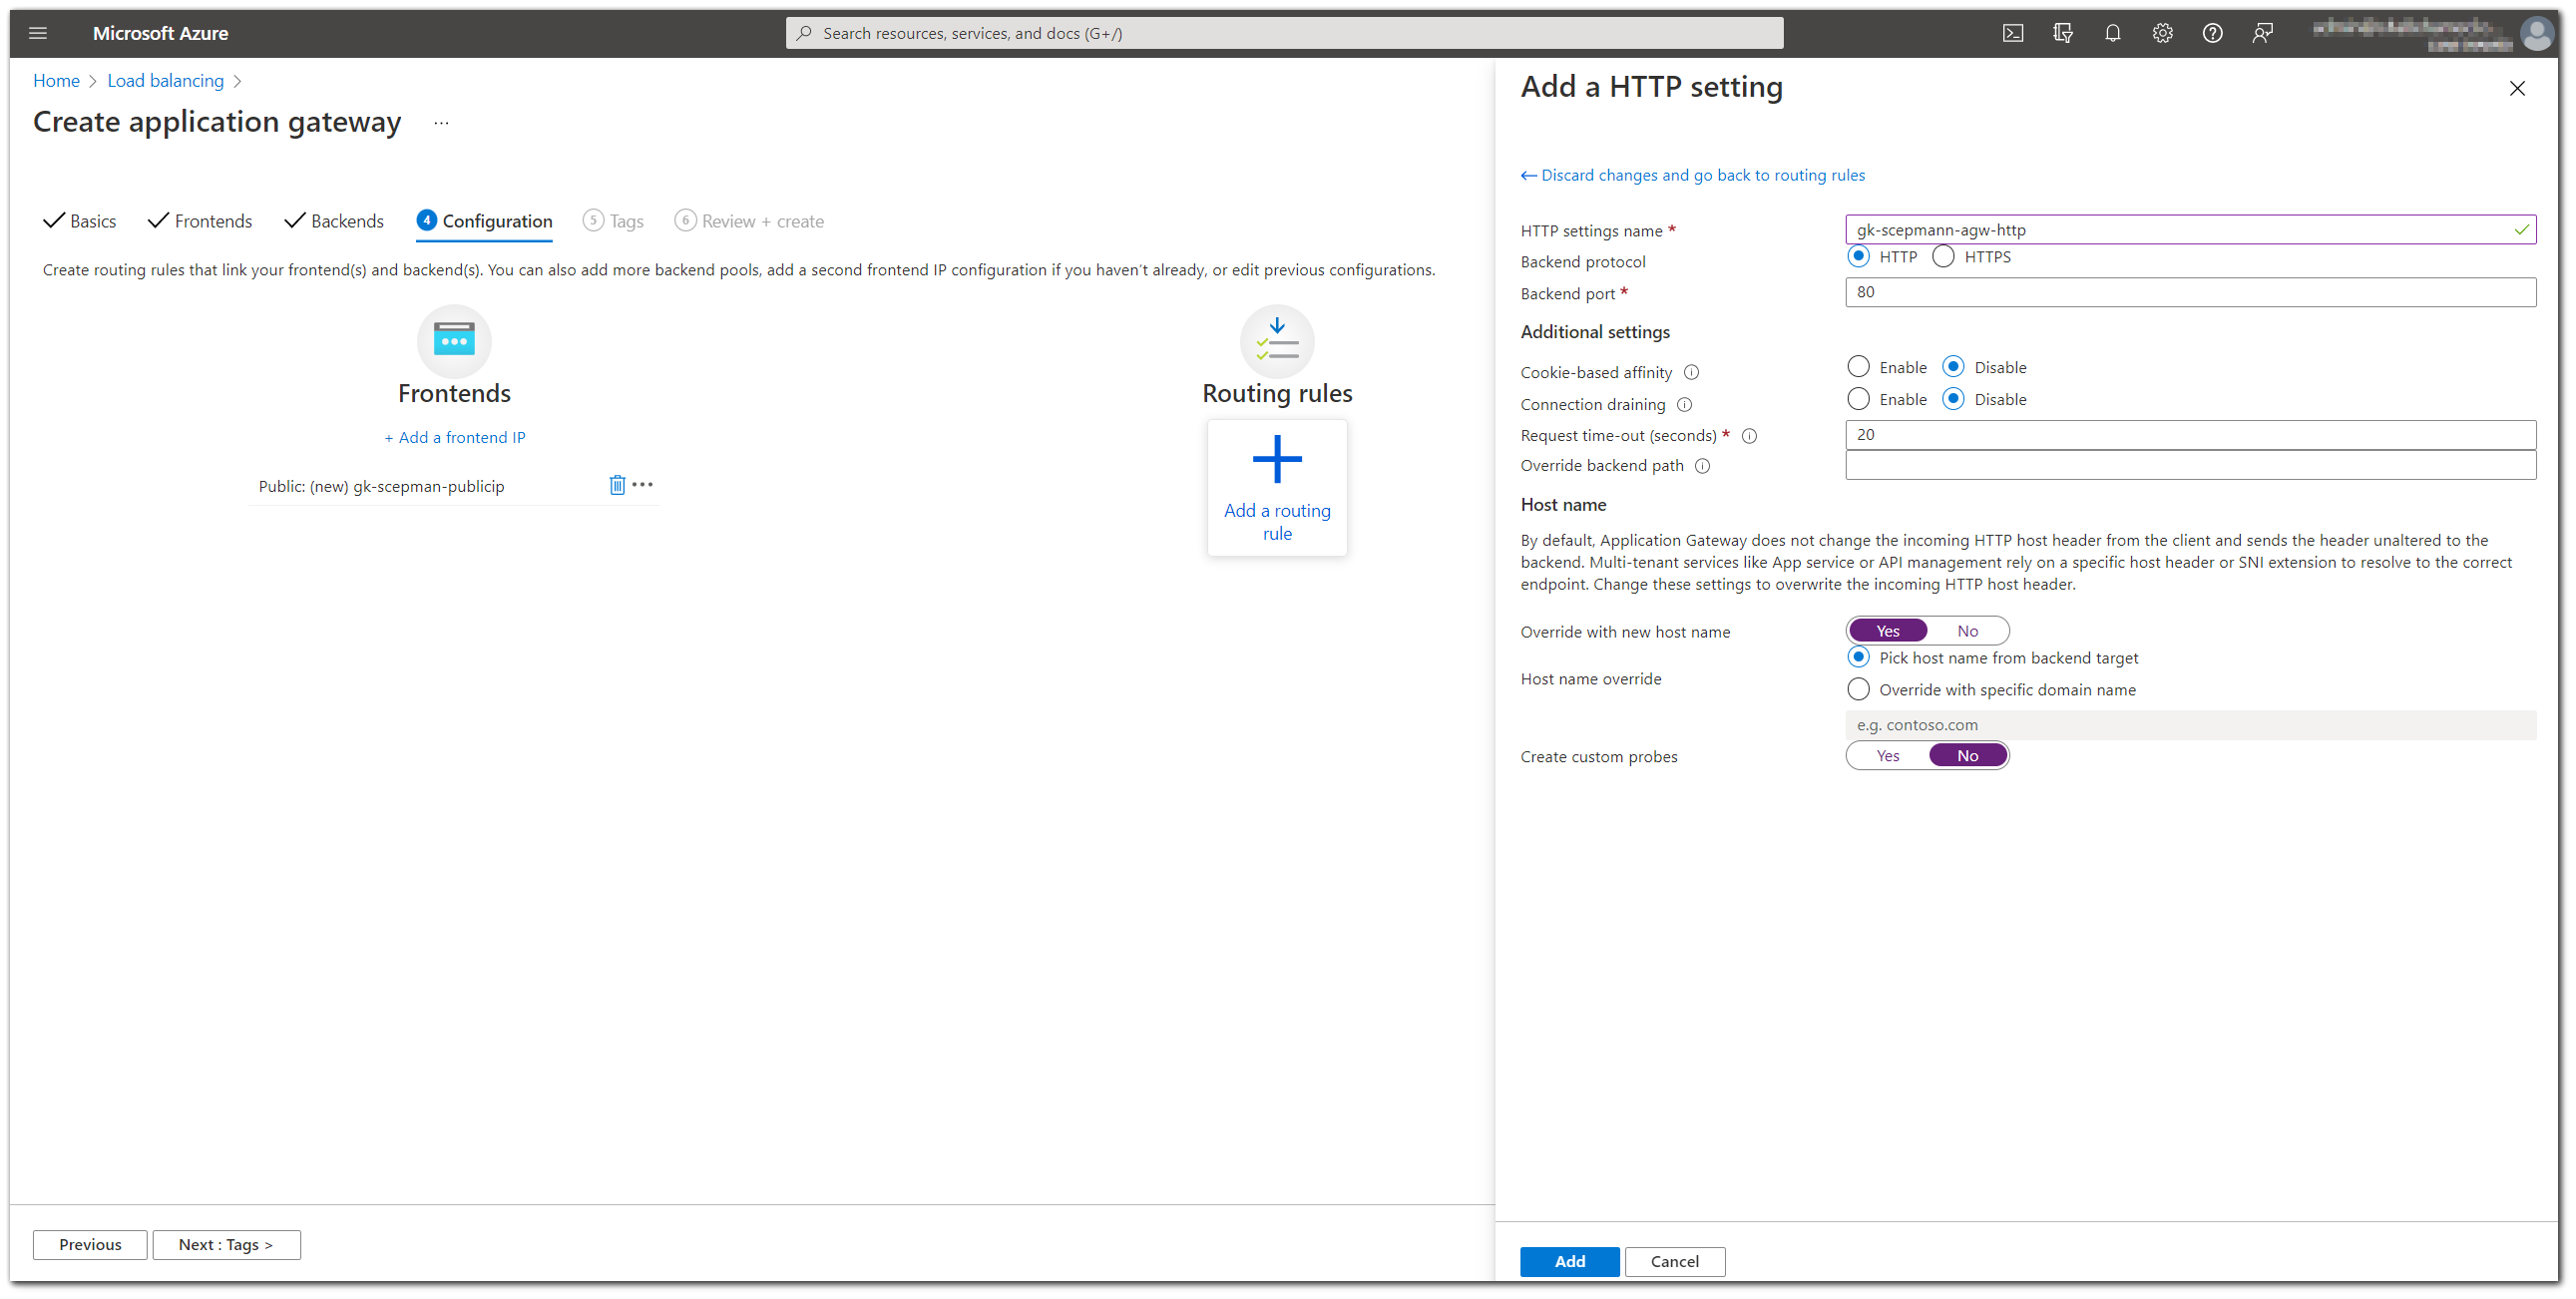 Microsoft Azure
Search resources, services, and docs (G+/)
Home > Load balancing >
Create application gateway ...
Basics Frontends Backends 4 Configuration 5 Tags 6 Review + create
Create routing rules that link your frontend(s) and backend(s). You can also add more backend pools, add a second frontend IP configuration if you haven't already, or edit previous configurations.
Frontends
+ Add a frontend IP
Public: (new) gk-scepman-publicip
Routing rules
Add a routing
rule
Previous
Next : Tags >
Add a HTTP setting
← Discard changes and go back to routing rules
HTTP settings name *
gk-scepmann-agw-http
Backend protocol
HTTP HTTPS
Backend port *
80
Additional settings
Cookie-based affinity
Enable Disable
Connection draining
Enable Disable
Request time-out (seconds) *
20
Override backend path
Host name
By default, Application Gateway does not change the incoming HTTP host header from the client and sends the header unaltered to the
backend. Multi-tenant services like App service or API management rely on a specific host header or SNI extension to resolve to the correct
endpoint. Change these settings to overwrite the incoming HTTP host header.
Override with new host name
Yes No
Host name override
Pick host name from backend target
Override with specific domain name
e.g. contoso.com
Create custom probes
Yes No
Add
Cancel